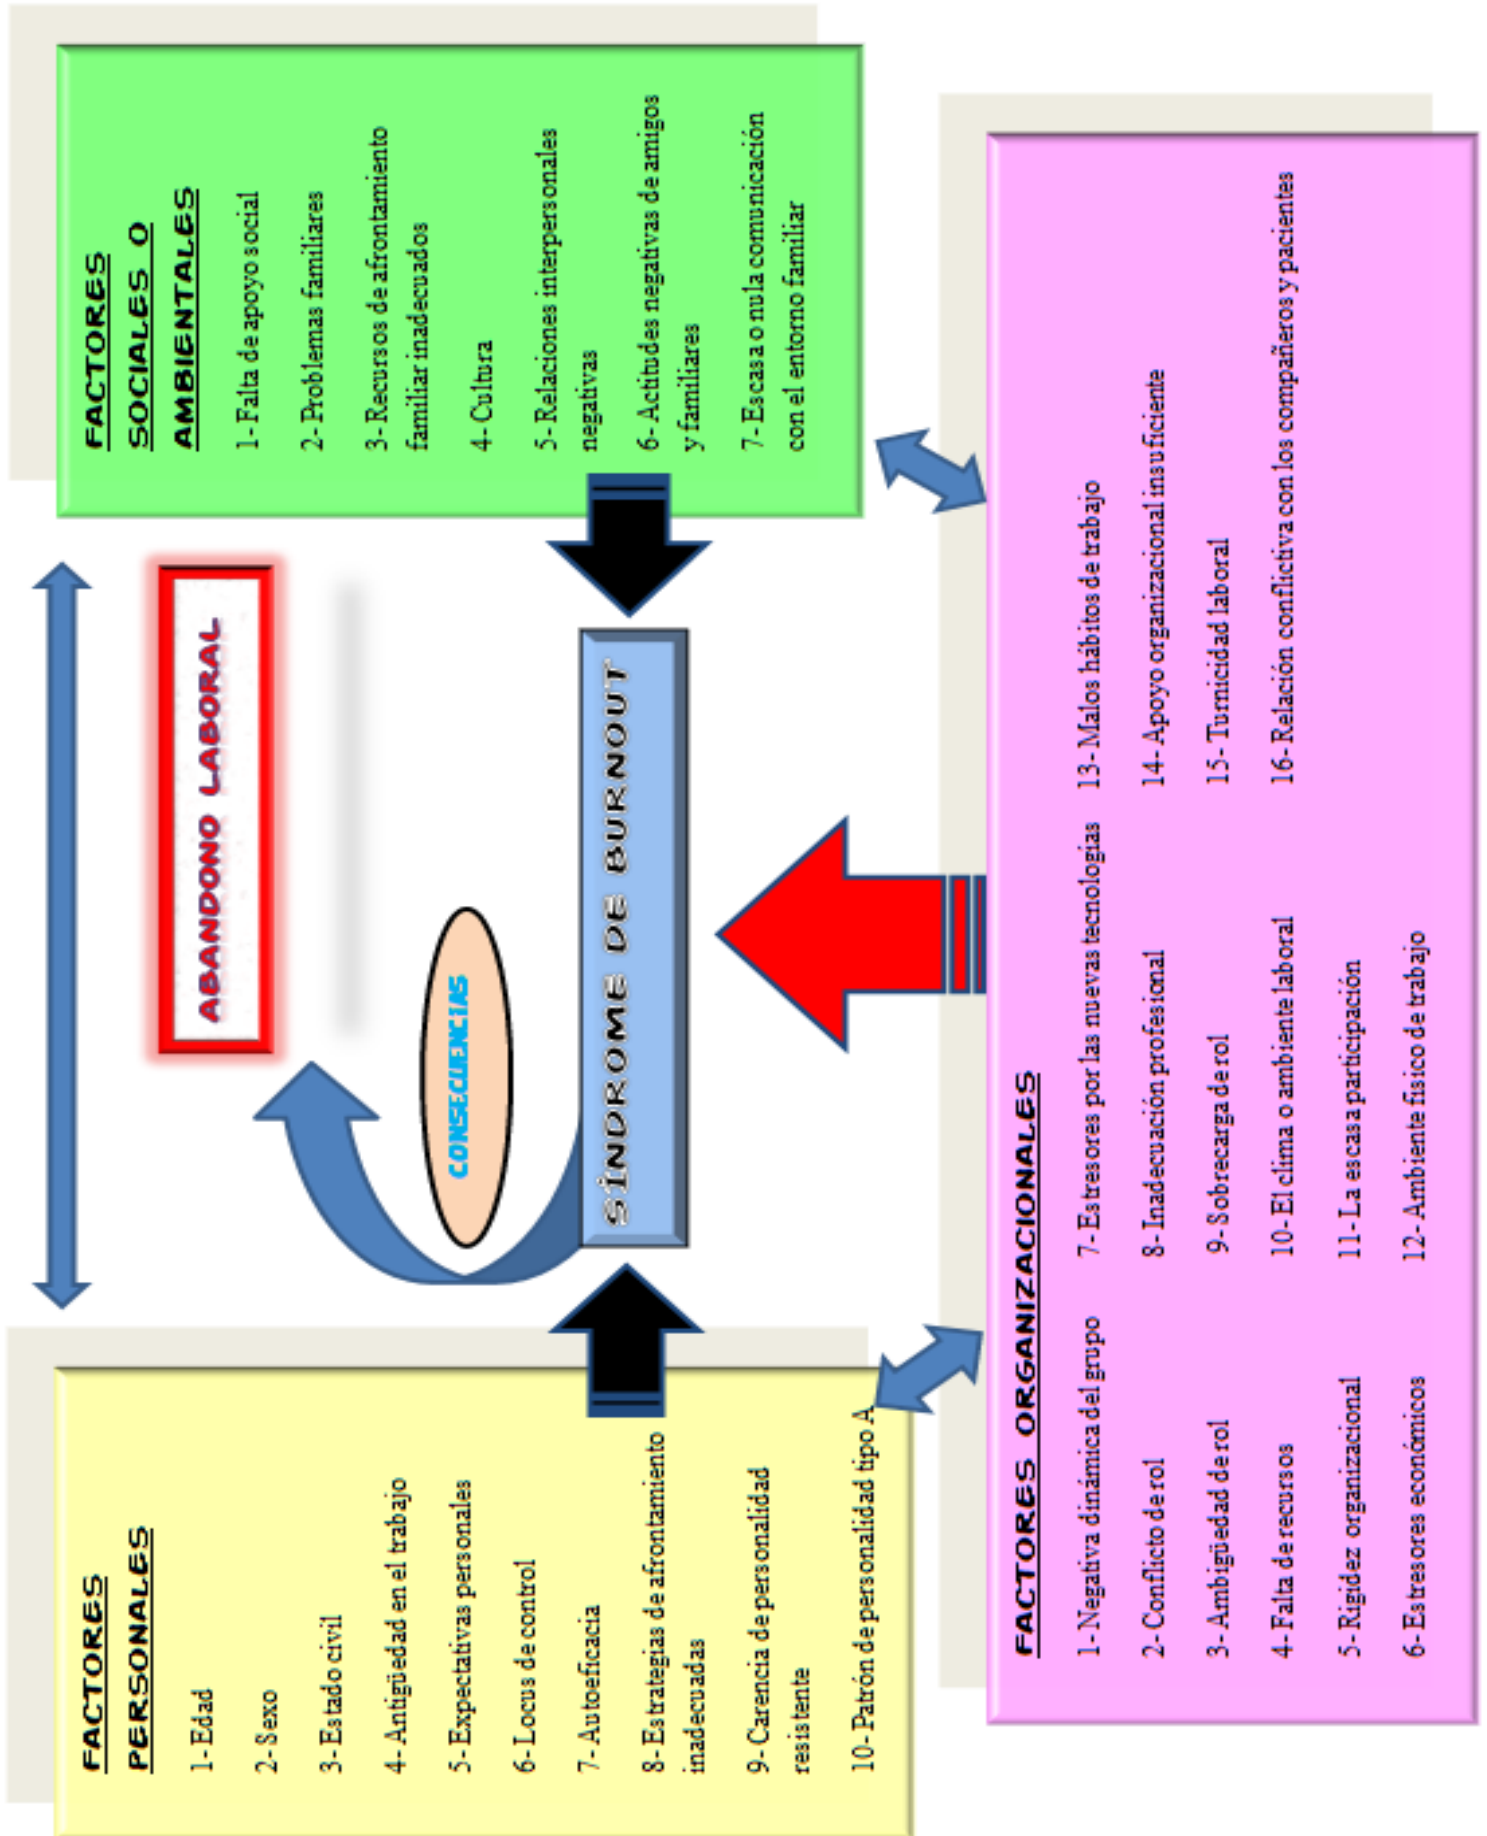 FACTORES
PERSONALES
1- Edad
2- Sexo
3- Estado civil
4- Antigüedad en el trabajo
5- Expectativas personales
6- Locus de control
7- Autoeficacia
8- Estrategias de afrontamiento
inadecuadas
9- Carencia de personalidad
resistente
10- Patrón de personalidad tipo A
ABANDONO LABORAL
CONSECUENCIAS
SÍNDROME DE BURNOUT
FACTORES
SOCIALES O
AMBIENTALES
1- Falta de apoyo social
2- Problemas familiares
3- Recursos de afrontamiento
familiar inadecuados
4- Cultura
5- Relaciones interpersonales
negativas
6- Actitudes negativas de amigos
y familiares
7- Escasa o nula comunicación
con el entorno familiar
FACTORES ORGANIZACIONALES
1- Negativa dinámica del grupo
2- Conflicto de rol
3- Ambigüedad de rol
4- Falta de recursos
5- Rigidez organizacional
6- Estresores económicos
7- Estresores por las nuevas tecnologías
8- Inadecuación profesional
9- Sobrecarga de rol
10- El clima o ambiente laboral
11- La escasa participación
12- Ambiente físico de trabajo
13- Malos hábitos de trabajo
14- Apoyo organizacional insuficiente
15- Turnicidad laboral
16- Relación conflictiva con los compañeros y pacientes